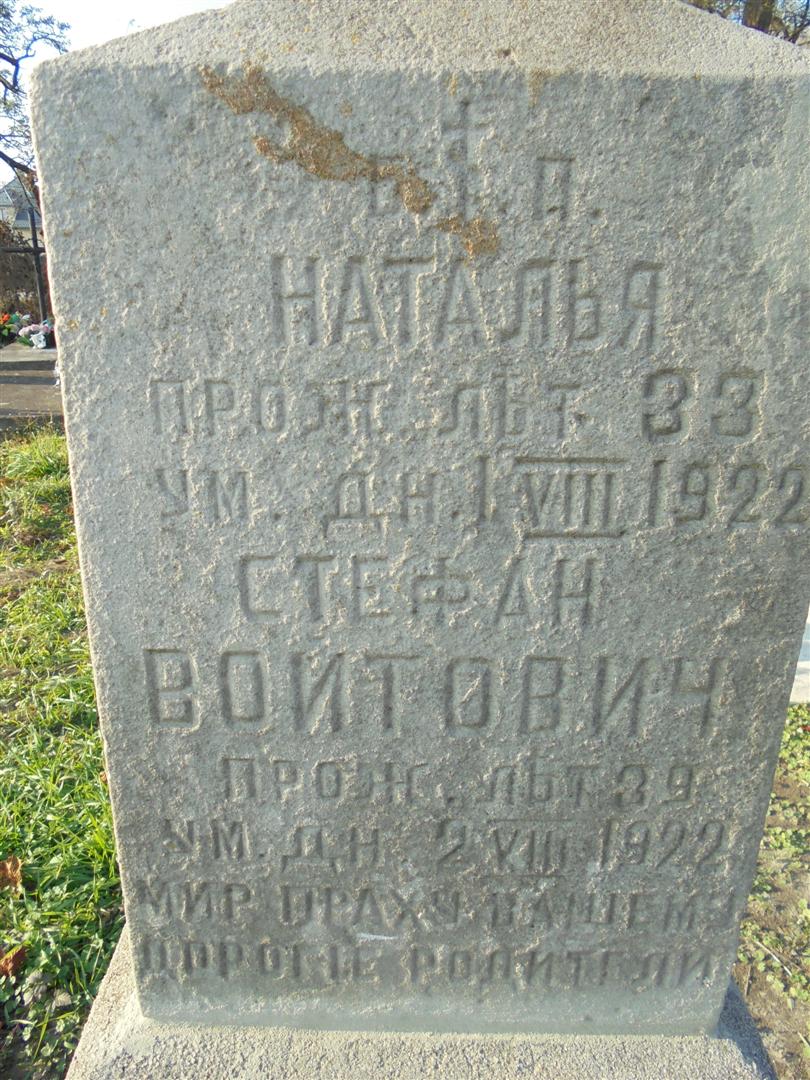 В. П. П.
НАТАЛЬЯ
ПРОЖ. ЛѢТ 33
УМ. ДН. 1 VIII 1922
СТЕФАН
ВОИТОВИЧ
ПРОЖ. ЛѢТ 39
УМ. ДН. 2 VIII 1922
МИР ПРАХУ ВАШЕМУ
ДОРОГІЕ РОДИТЕЛИ